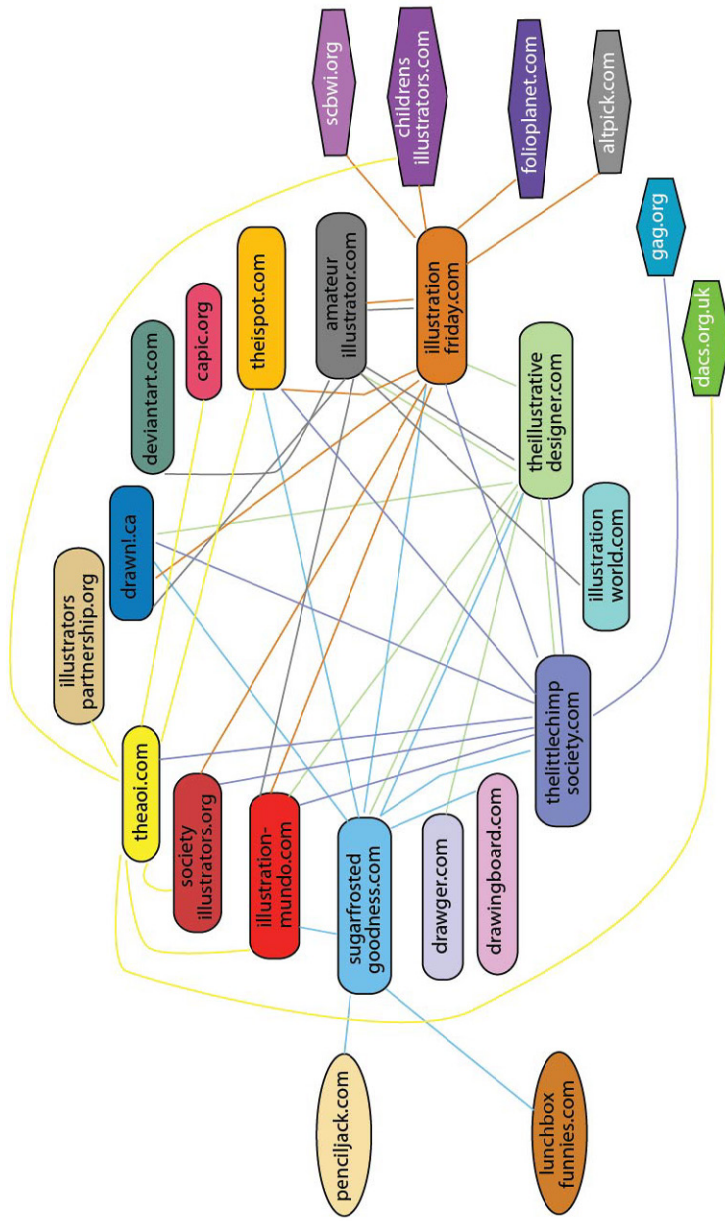 penciljack.com
lunchbox
funnies.com
theaoi.com
society
illustrators.org
illustration-
mundo.com
sugarfrosted
goodness.com
drawger.com
drawingboard.com
illustrators
partnership.org
drawn!.ca
deviantart.com
capic.org
theispot.com
amateur
illustrator.com
illustration
friday.com
theillustrative
designer.com
illustration
world.com
thelittlechimp
society.com
scbwi.org
childrens
illustrators.com
folioplanet.com
altpick.com
gag.org
dacs.org.uk